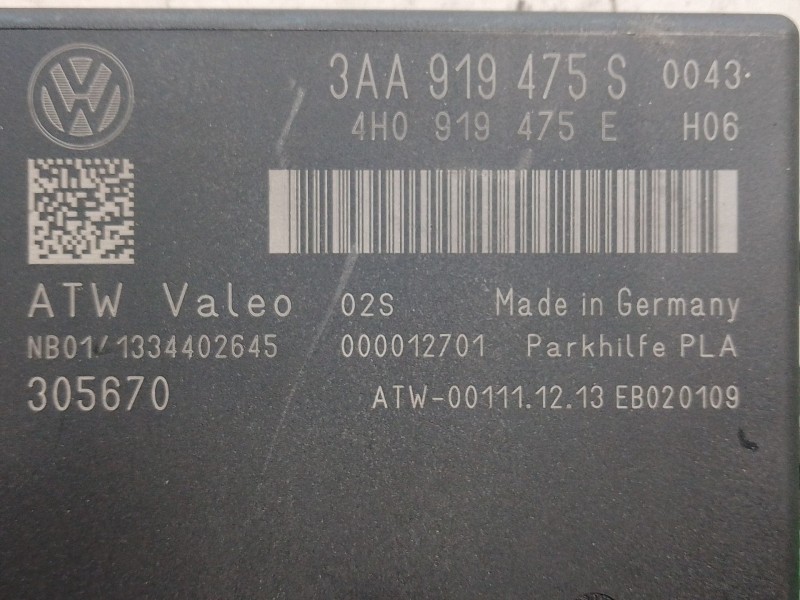 3AA 919 475 S 0043
4H0 919 475 E H06
ATW Valeo 02S Made in Germany
NB01/1334402645 000012701 Parkhilfe PLA
305670 ATW-00111.12.13 EB020109